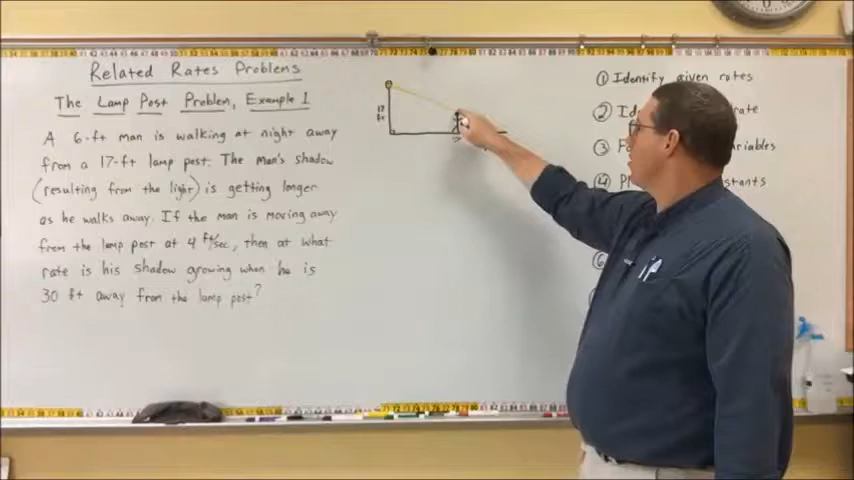 Related Rates Problems
The Lamp Post Problem, Example 1
A 6-ft man is walking at night away
from a 17-ft lamp post. The man's shadow
(resulting from the light) is getting longer
as he walks away. If the man is moving away
from the lamp post at 4 ft/sec, then at what
rate is his shadow growing when he is
30 ft away from the lamp post?
17
ft
① Identify given rates
② rate
③ variables
④